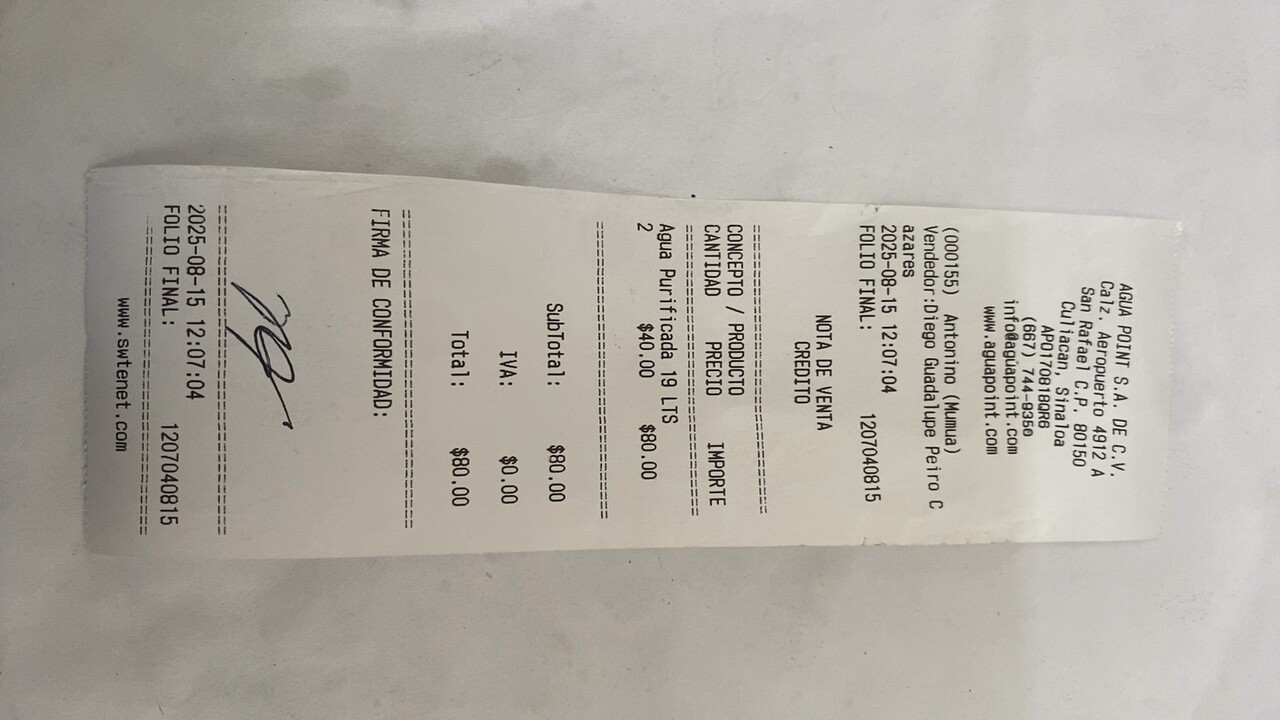 AGUA POINT S.A. DE C.V.
Calz. Aeropuerto 4912 A
San Rafael C.P. 80150
Culiacan, Sinaloa
APO170818QR6
(667) 744-9350
info@aguapoint.com
www.aguapoint.com
(000155) Antonino (Mumua)
Vendedor:Diego Guadalupe Peiro C
azares
2025-08-15 12:07:04
FOLIO FINAL: 1207040815
NOTA DE VENTA
CREDITO
CONCEPTO / PRODUCTO
CANTIDAD PRECIO IMPORTE
Agua Purificada 19 LTS
2 $40.00 $80.00
SubTotal: $80.00
IVA: $0.00
Total: $80.00
FIRMA DE CONFORMIDAD:
2025-08-15 12:07:04
FOLIO FINAL: 1207040815
www.swtenet.com